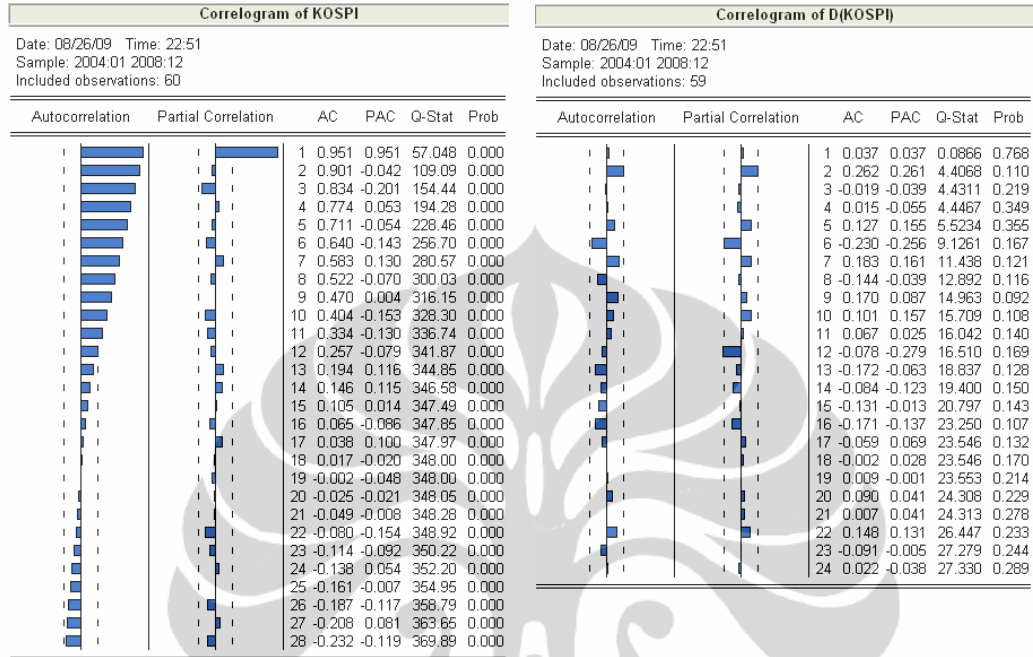 Correlogram of KOSPI
Date: 08/26/09 Time: 22:51
Sample: 2004:01 2008:12
Included observations: 60
Autocorrelation Partial Correlation AC PAC Q-Stat Prob
1 0.951 0.951 57.048 0.000
2 0.901 -0.042 109.09 0.000
3 0.834 -0.201 154.44 0.000
4 0.774 0.053 194.28 0.000
5 0.711 -0.054 228.46 0.000
6 0.640 -0.143 256.70 0.000
7 0.583 0.130 280.57 0.000
8 0.522 -0.070 300.03 0.000
9 0.470 0.004 316.15 0.000
10 0.404 -0.153 328.30 0.000
11 0.334 -0.130 336.74 0.000
12 0.257 -0.079 341.87 0.000
13 0.194 0.116 344.85 0.000
14 0.146 0.115 346.58 0.000
15 0.105 0.014 347.49 0.000
16 0.065 -0.086 347.85 0.000
17 0.038 0.100 347.97 0.000
18 0.017 -0.020 348.00 0.000
19 -0.002 -0.048 348.00 0.000
20 -0.025 -0.021 348.05 0.000
21 -0.049 -0.008 348.28 0.000
22 -0.080 -0.154 348.92 0.000
23 -0.114 -0.092 350.22 0.000
24 -0.138 0.054 352.20 0.000
25 -0.161 -0.007 354.95 0.000
26 -0.187 -0.117 358.79 0.000
27 -0.208 0.081 363.65 0.000
28 -0.232 -0.119 369.89 0.000
Correlogram of D(KOSPI)
Date: 08/26/09 Time: 22:51
Sample: 2004:01 2008:12
Included observations: 59
Autocorrelation Partial Correlation AC PAC Q-Stat Prob
1 0.037 0.037 0.0866 0.768
2 0.262 0.261 4.4068 0.110
3 -0.019 -0.039 4.4311 0.219
4 0.015 -0.055 4.4467 0.349
5 0.127 0.155 5.5234 0.355
6 -0.230 -0.256 9.1261 0.167
7 0.183 0.161 11.438 0.121
8 -0.144 -0.039 12.892 0.116
9 0.170 0.087 14.963 0.092
10 0.101 0.157 15.709 0.108
11 0.067 0.025 16.042 0.140
12 -0.078 -0.279 16.510 0.169
13 -0.172 -0.063 18.837 0.128
14 -0.084 -0.123 19.400 0.150
15 -0.131 -0.013 20.797 0.143
16 -0.171 -0.137 23.250 0.107
17 -0.059 0.069 23.546 0.132
18 -0.002 0.028 23.546 0.170
19 0.009 -0.001 23.553 0.214
20 0.090 0.041 24.308 0.229
21 0.007 0.041 24.313 0.278
22 0.148 0.131 26.447 0.233
23 -0.091 -0.005 27.279 0.244
24 0.022 -0.038 27.330 0.289